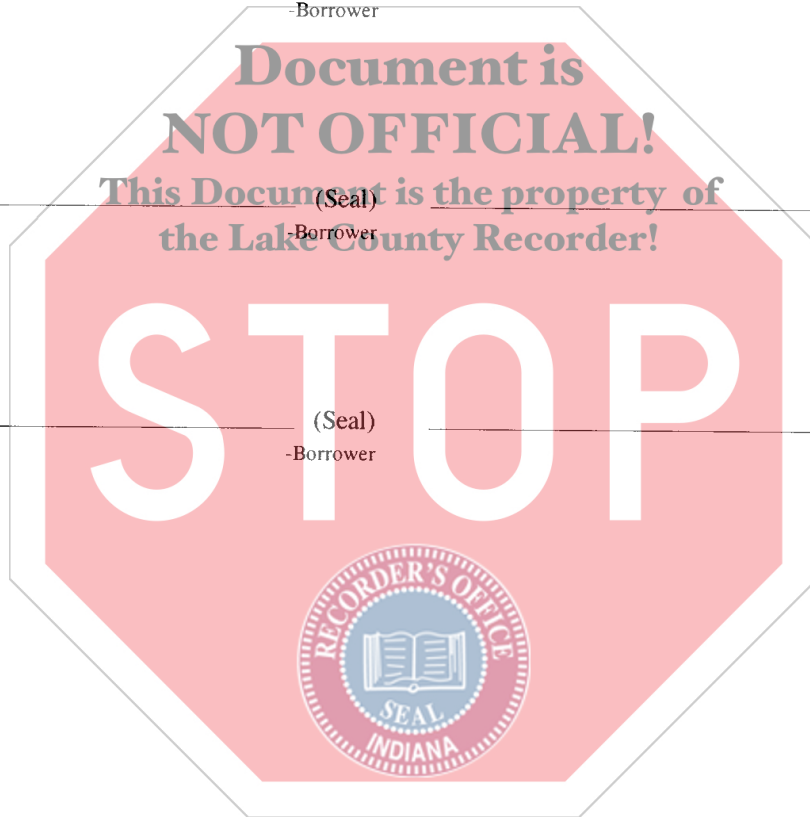 -Borrower
Document is
NOT OFFICIAL!
This Document is the property of
(Seal)
the Lake County Recorder!
-Borrower
STOP
(Seal)
-Borrower
RECORDER'S OFFICE
SEAL
INDIANA